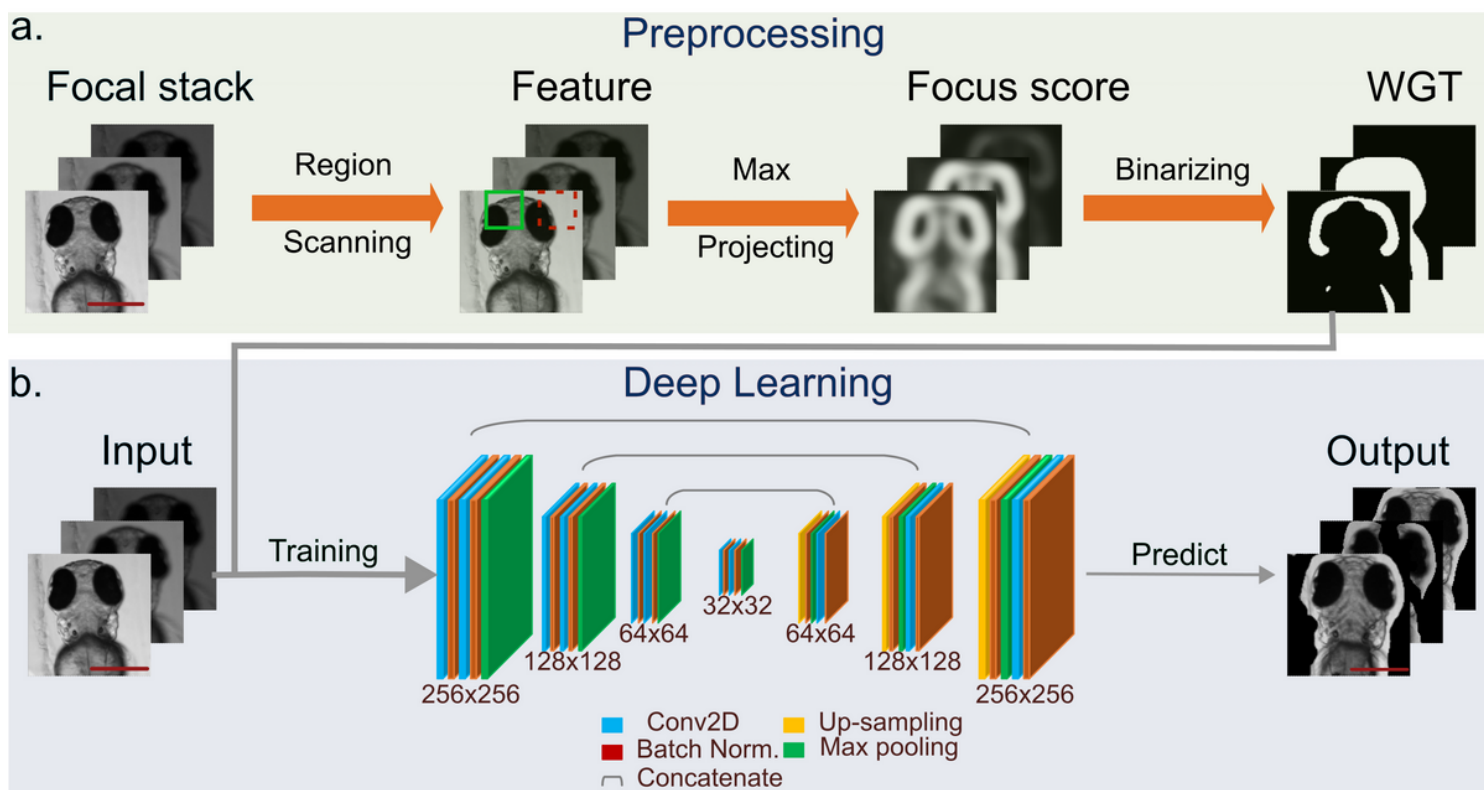 a.
Preprocessing
Focal stack
Feature
Focus score
WGT
Region
Scanning
Max
Projecting
Binarizing
b.
Deep Learning
Input
Output
Training
Predict
256x256
128x128
64x64
32x32
64x64
128x128
256x256
Conv2D
Up-sampling
Batch Norm.
Max pooling
Concatenate